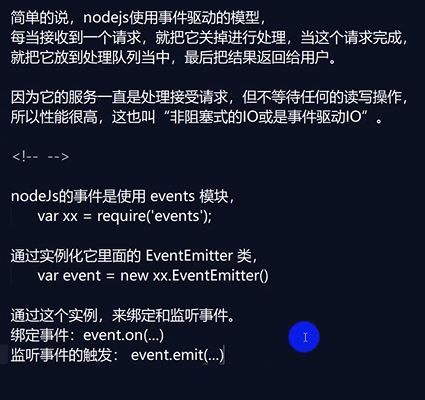 简单的说，nodejs使用事件驱动的模型，
每当接收到一个请求，就把它关掉进行处理，当这个请求完成，
就把它放到处理队列当中，最后把结果返回给用户。
因为它的服务一直是处理接受请求，但不等待任何的读写操作，
所以性能很高，这也叫“非阻塞式的IO或是事件驱动IO”。
<!-- -->
nodeJs的事件是使用 events 模块，
var xx = require('events');
通过实例化它里面的 EventEmitter 类，
var event = new xx.EventEmitter()
通过这个实例，来绑定和监听事件。
绑定事件：event.on(...)
监听事件的触发： event.emit(...)